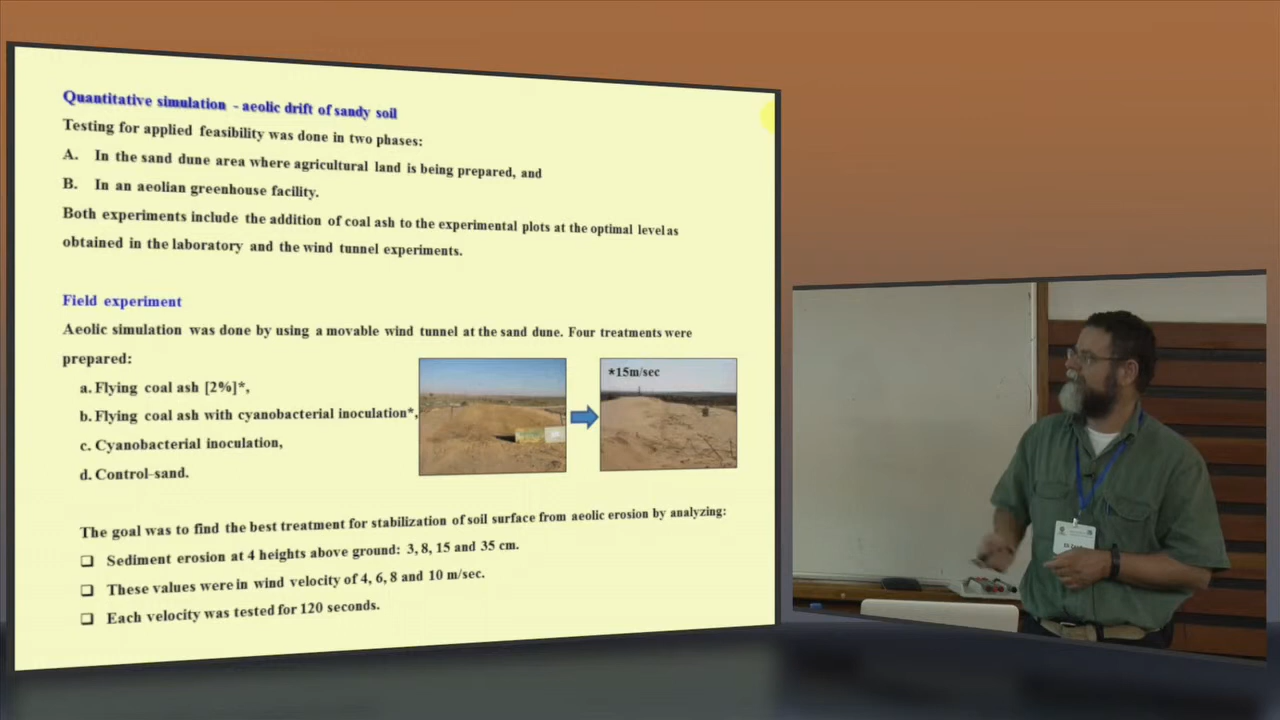 Quantitative simulation - aeolic drift of sandy soil
Testing for applied feasibility was done in two phases:
A. In the sand dune area where agricultural land is being prepared, and
B. In an aeolian greenhouse facility.
Both experiments include the addition of coal ash to the experimental plots at the optimal level as
obtained in the laboratory and the wind tunnel experiments.
Field experiment
Aeolic simulation was done by using a movable wind tunnel at the sand dune. Four treatments were
prepared:
a. Flying coal ash [2%]*,
b. Flying coal ash with cyanobacterial inoculation*,
c. Cyanobacterial inoculation,
d. Control-sand.
*15m/sec
The goal was to find the best treatment for stabilization of soil surface from aeolic erosion by analyzing:
❑ Sediment erosion at 4 heights above ground: 3, 8, 15 and 35 cm.
❑ These values were in wind velocity of 4, 6, 8 and 10 m/sec.
❑ Each velocity was tested for 120 seconds.